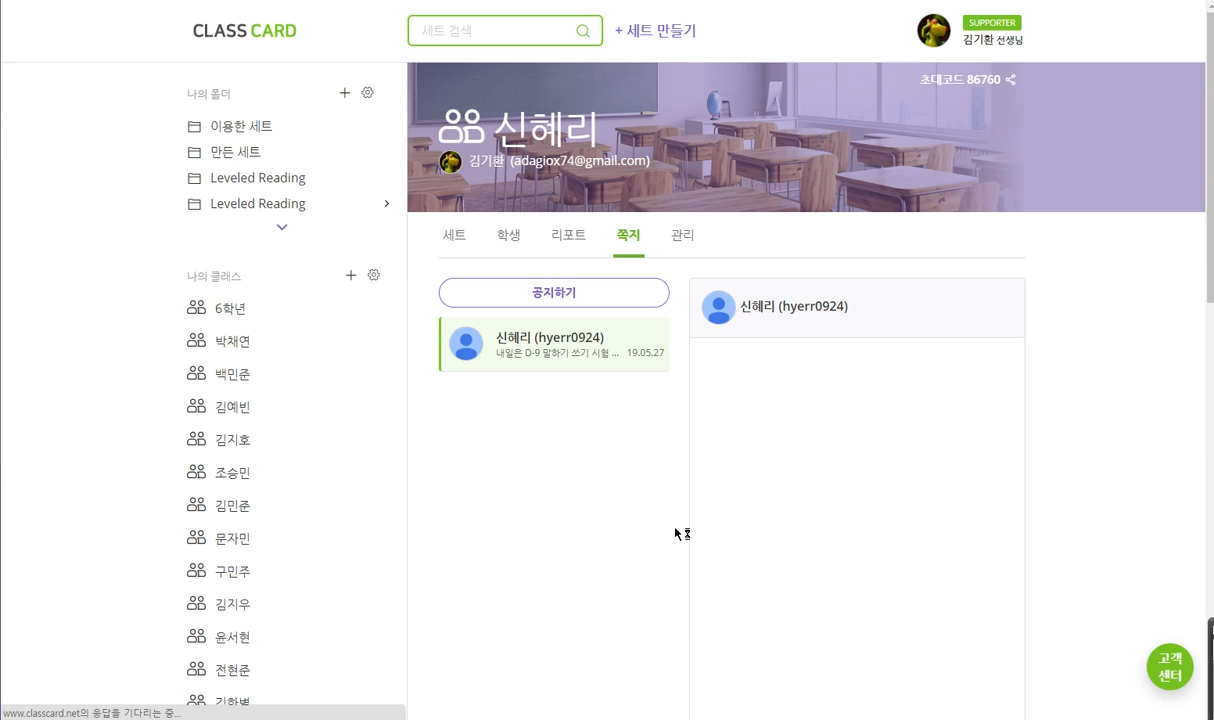 CLASS CARD
세트 검색
+ 세트 만들기
SUPPORTER
김기환 선생님
초대코드 86760
신혜리
김기환 (adagiox74@gmail.com)
나의 폴더
이용한 세트
만든 세트
Leveled Reading
Leveled Reading
나의 클래스
6학년
박채연
백민준
김예빈
김지호
조승민
김민준
문자민
구민주
김지우
윤서현
전현준
세트
학생
리포트
쪽지
관리
공지하기
신혜리 (hyerr0924)
내일은 D-9 말하기 쓰기 시험 ... 19.05.27
신혜리 (hyerr0924)
고객
센터
www.classcard.net의 응답을 기다리는 중...